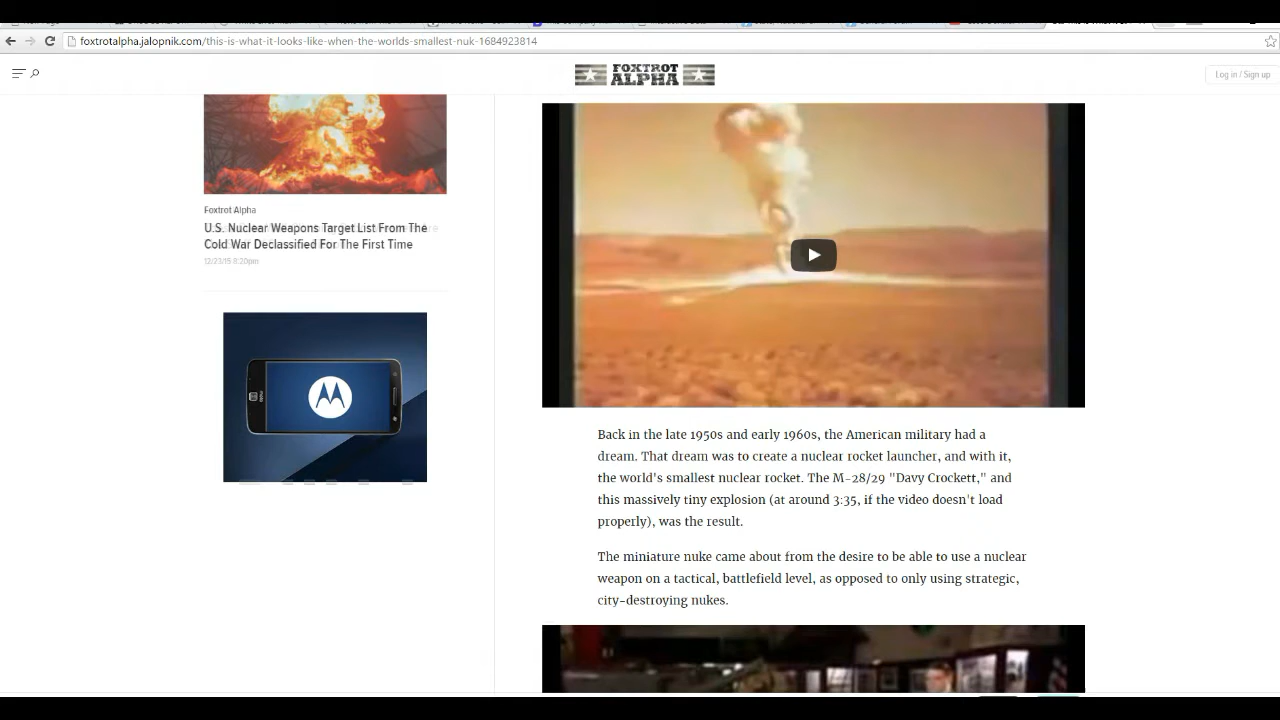 foxtrotalpha.jalopnik.com/this-is-what-it-looks-like-when-the-worlds-smallest-nuk-1684923814
FOXTROT
ALPHA
Log in / Sign up
Foxtrot Alpha
U.S. Nuclear Weapons Target List From The
Cold War Declassified For The First Time
12/23/15 8:20pm
Back in the late 1950s and early 1960s, the American military had a
dream. That dream was to create a nuclear rocket launcher, and with it,
the world's smallest nuclear rocket. The M-28/29 "Davy Crockett," and
this massively tiny explosion (at around 3:35, if the video doesn't load
properly), was the result.
The miniature nuke came about from the desire to be able to use a nuclear
weapon on a tactical, battlefield level, as opposed to only using strategic,
city-destroying nukes.